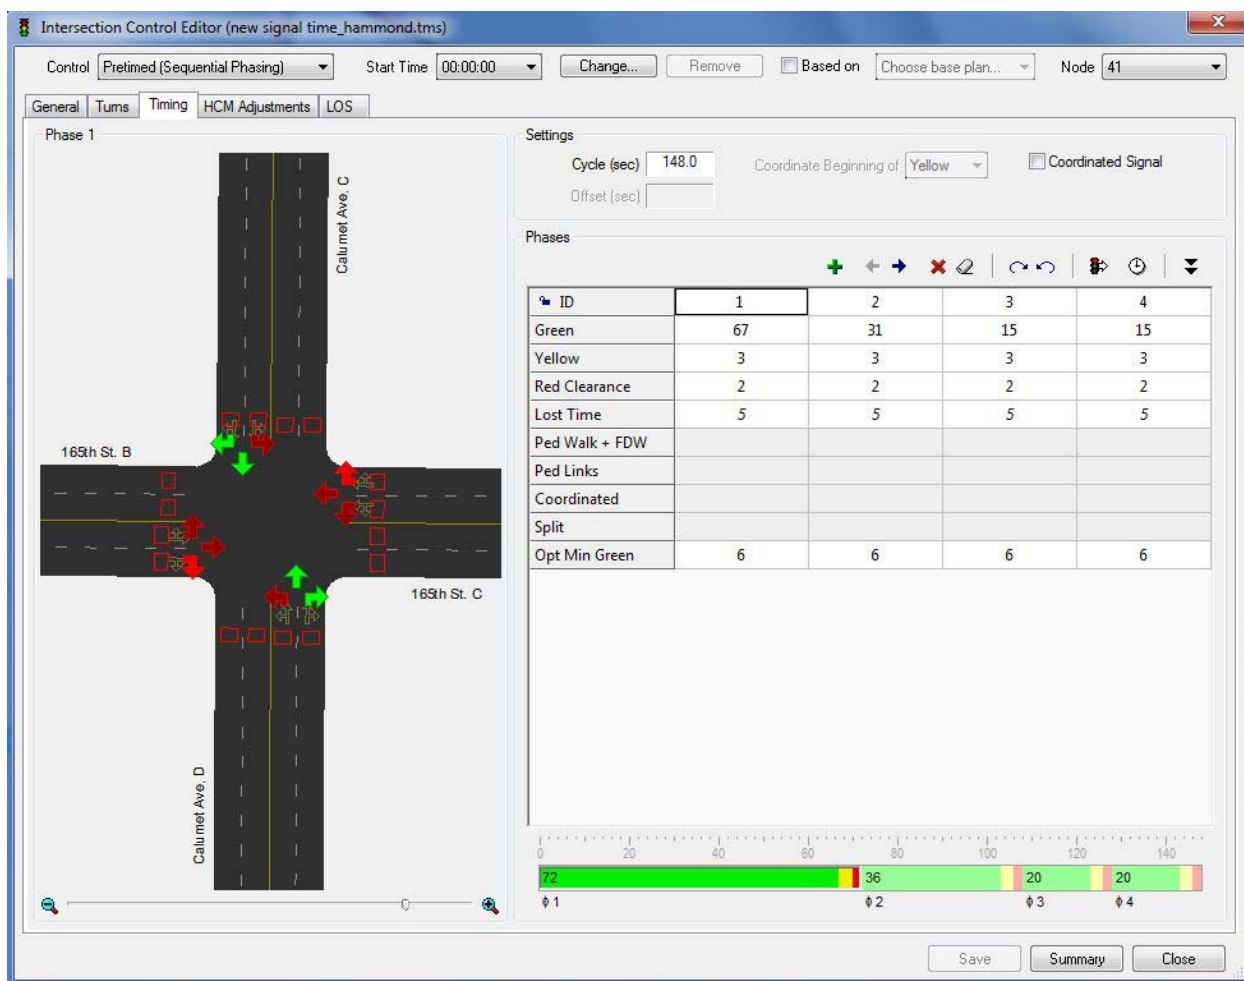 Intersection Control Editor (new signal time_hammond.tms)
Control Pretimed (Sequential Phasing) Start Time 00:00:00 Change... Remove Based on Choose base plan... Node 41
General Turns Timing HCM Adjustments LOS
Phase 1
Calumet Ave, C
165th St. B
165th St. C
Calumet Ave, D
Settings
Cycle (sec) 148.0 Coordinate Beginning of Yellow Coordinated Signal
Offset (sec)
Phases
ID 1 2 3 4
Green 67 31 15 15
Yellow 3 3 3 3
Red Clearance 2 2 2 2
Lost Time 5 5 5 5
Ped Walk + FDW
Ped Links
Coordinated
Split
Opt Min Green 6 6 6 6
0 20 40 60 80 100 120 140
72 36 20 20
ϕ 1 ϕ 2 ϕ 3 ϕ 4
Save Summary Close